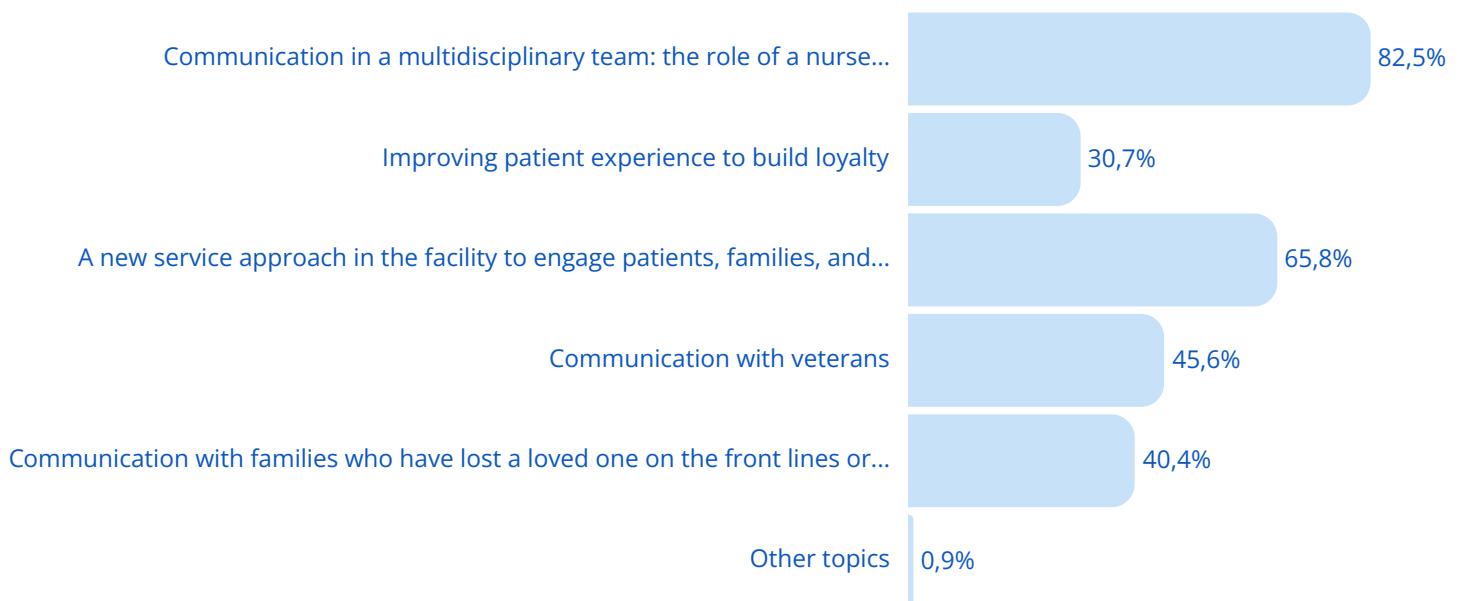 Communication in a multidisciplinary team: the role of a nurse... 82,5%
Improving patient experience to build loyalty 30,7%
A new service approach in the facility to engage patients, families, and... 65,8%
Communication with veterans 45,6%
Communication with families who have lost a loved one on the front lines or... 40,4%
Other topics 0,9%